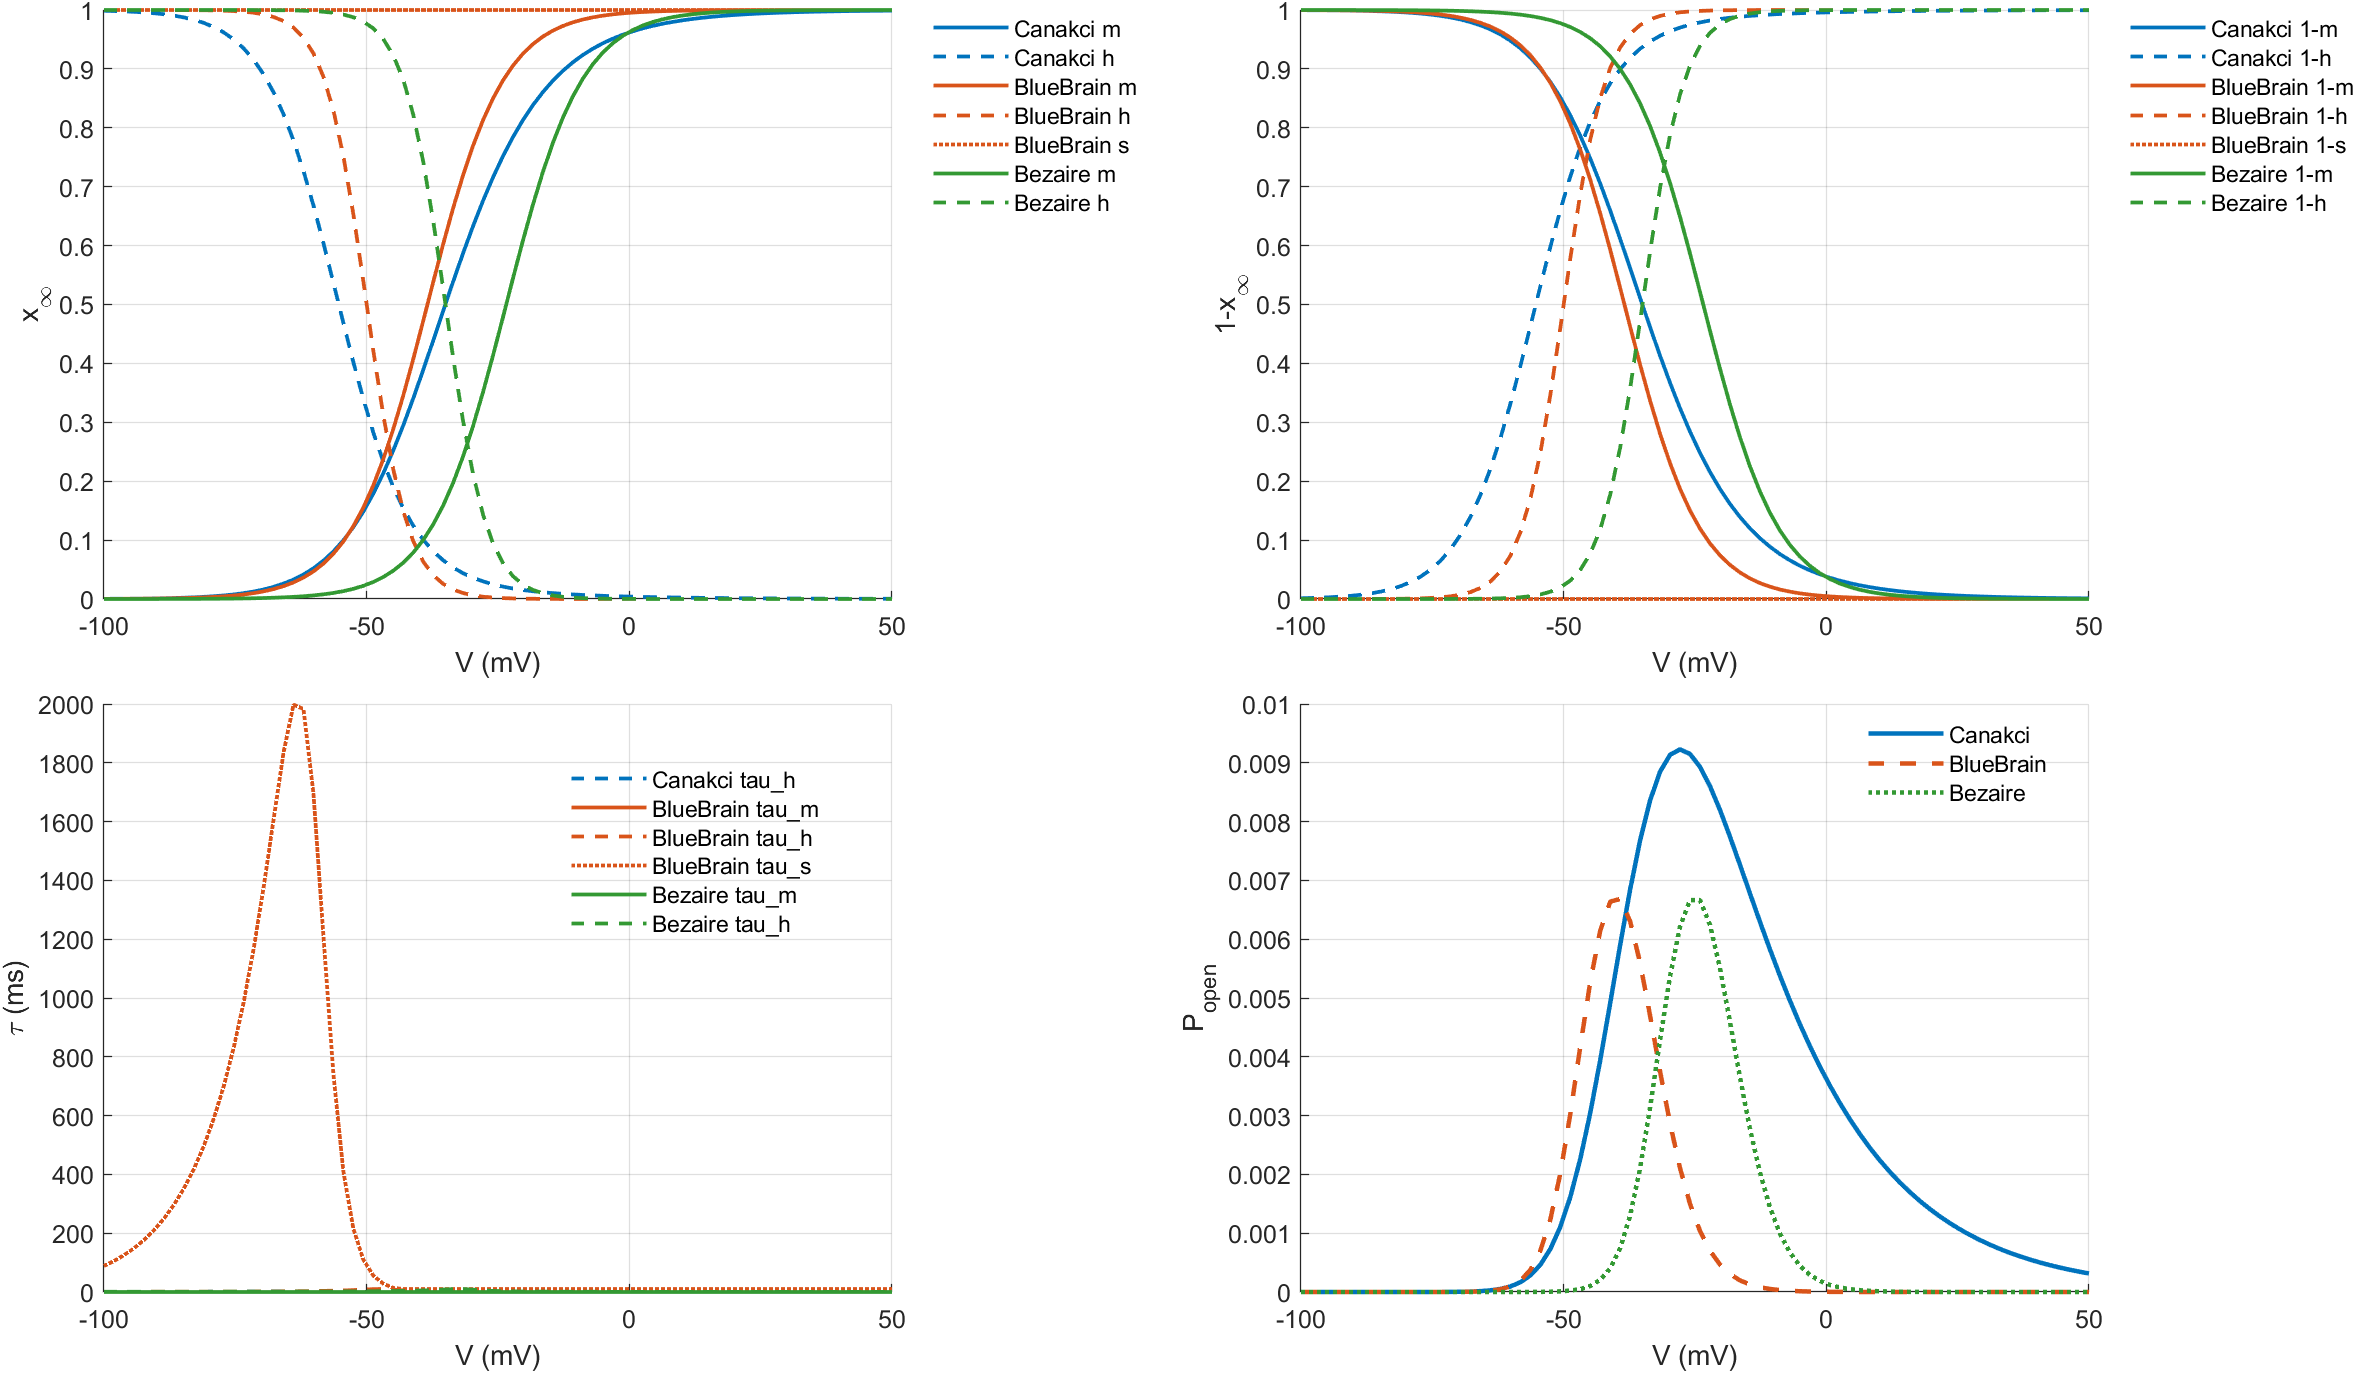 1
0.9
0.8
0.7
0.6
0.5
0.4
0.3
0.2
0.1
0
-100
-50
0
50
V (mV)
x∞
Canakci m
Canakci h
BlueBrain m
BlueBrain h
BlueBrain s
Bezaire m
Bezaire h
1
0.9
0.8
0.7
0.6
0.5
0.4
0.3
0.2
0.1
0
-100
-50
0
50
V (mV)
1-x∞
Canakci 1-m
Canakci 1-h
BlueBrain 1-m
BlueBrain 1-h
BlueBrain 1-s
Bezaire 1-m
Bezaire 1-h
2000
1800
1600
1400
1200
1000
800
600
400
200
0
-100
-50
0
50
V (mV)
τ (ms)
Canakci tau_h
BlueBrain tau_m
BlueBrain tau_h
BlueBrain tau_s
Bezaire tau_m
Bezaire tau_h
0.01
0.009
0.008
0.007
0.006
0.005
0.004
0.003
0.002
0.001
0
-100
-50
0
50
V (mV)
Popen
Canakci
BlueBrain
Bezaire